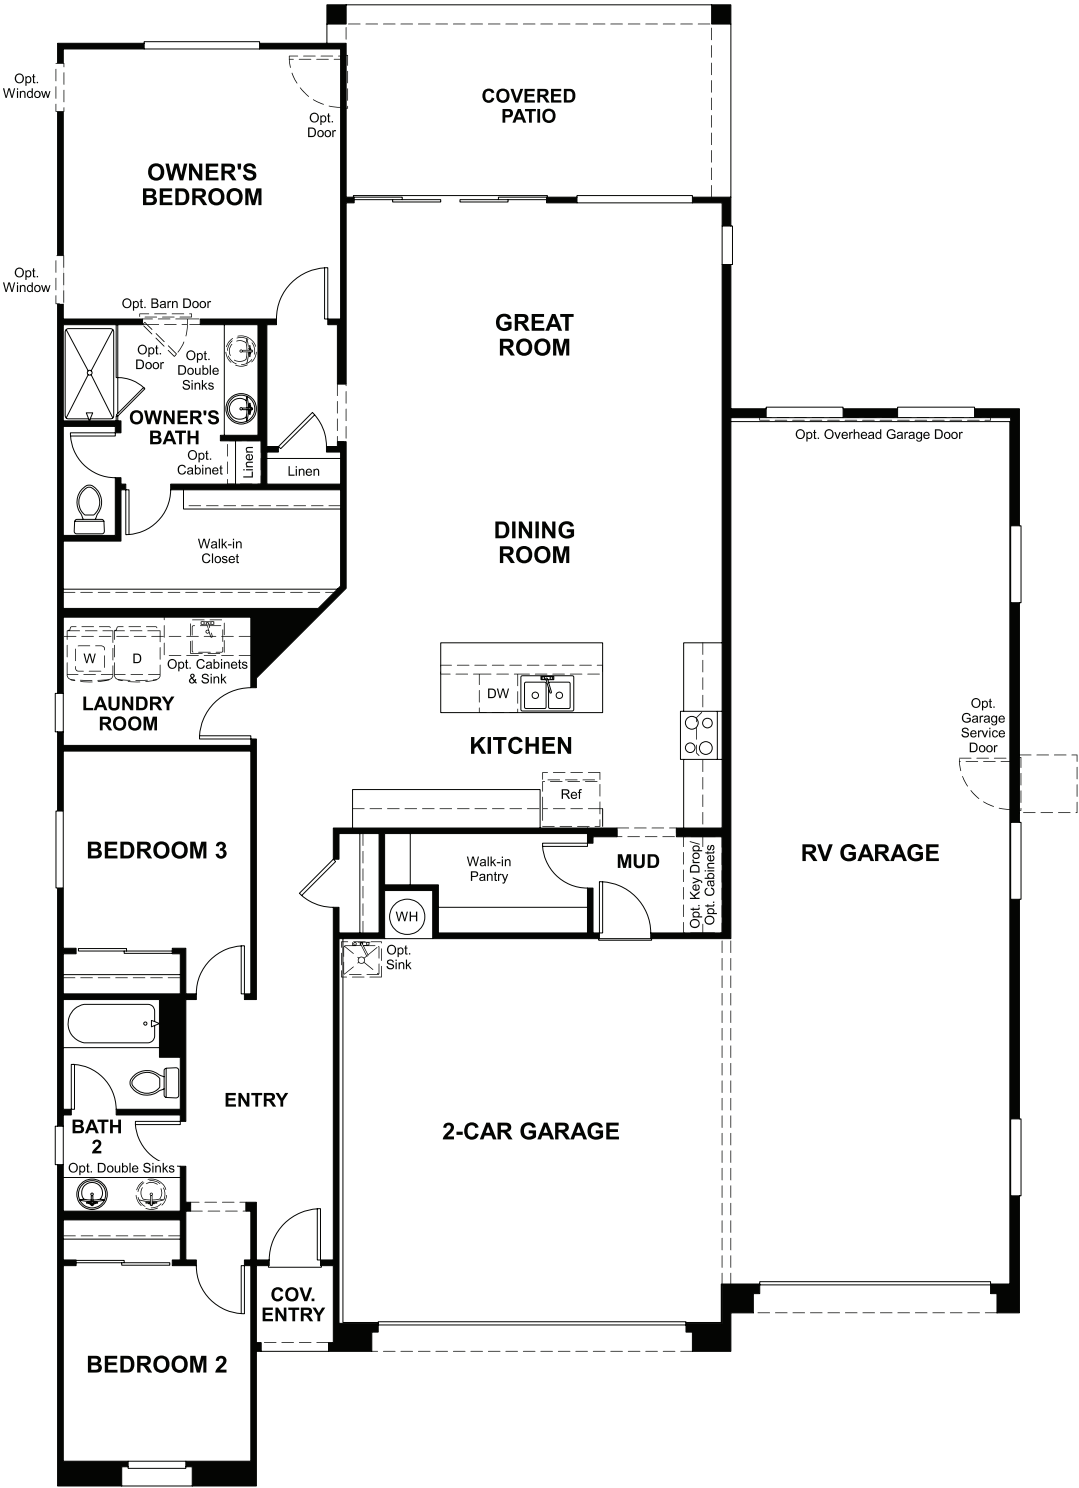 Opt.
Window
COVERED
PATIO
Opt.
Door
OWNER'S
BEDROOM
Opt.
Window
Opt. Barn Door
GREAT
ROOM
Opt.
Door
Opt.
Double
Sinks
OWNER'S
BATH
Opt.
Cabinet
Linen
Linen
Opt. Overhead Garage Door
DINING
ROOM
Walk-in
Closet
W
D
Opt. Cabinets
& Sink
LAUNDRY
ROOM
DW
KITCHEN
Opt.
Garage
Service
Door
Ref
BEDROOM 3
Walk-in
Pantry
MUD
Opt. Key Drop/
Opt. Cabinets
RV GARAGE
WH
Opt.
Sink
ENTRY
BATH
2
Opt. Double Sinks
2-CAR GARAGE
COV.
ENTRY
BEDROOM 2